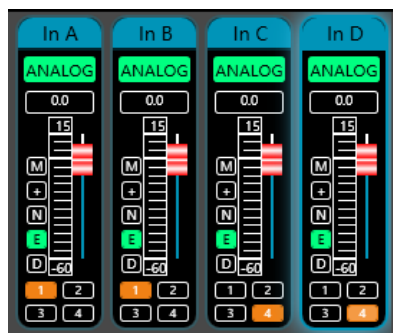 In A In B In C In D
ANALOG ANALOG ANALOG ANALOG
0.0 0.0 0.0 0.0
15 15 15 15
M M M M
+ + + +
N N N N
E E E E
D -60 D -60 D -60 D -60
1 2 1 2 1 2 1 2
3 4 3 4 3 4 3 4